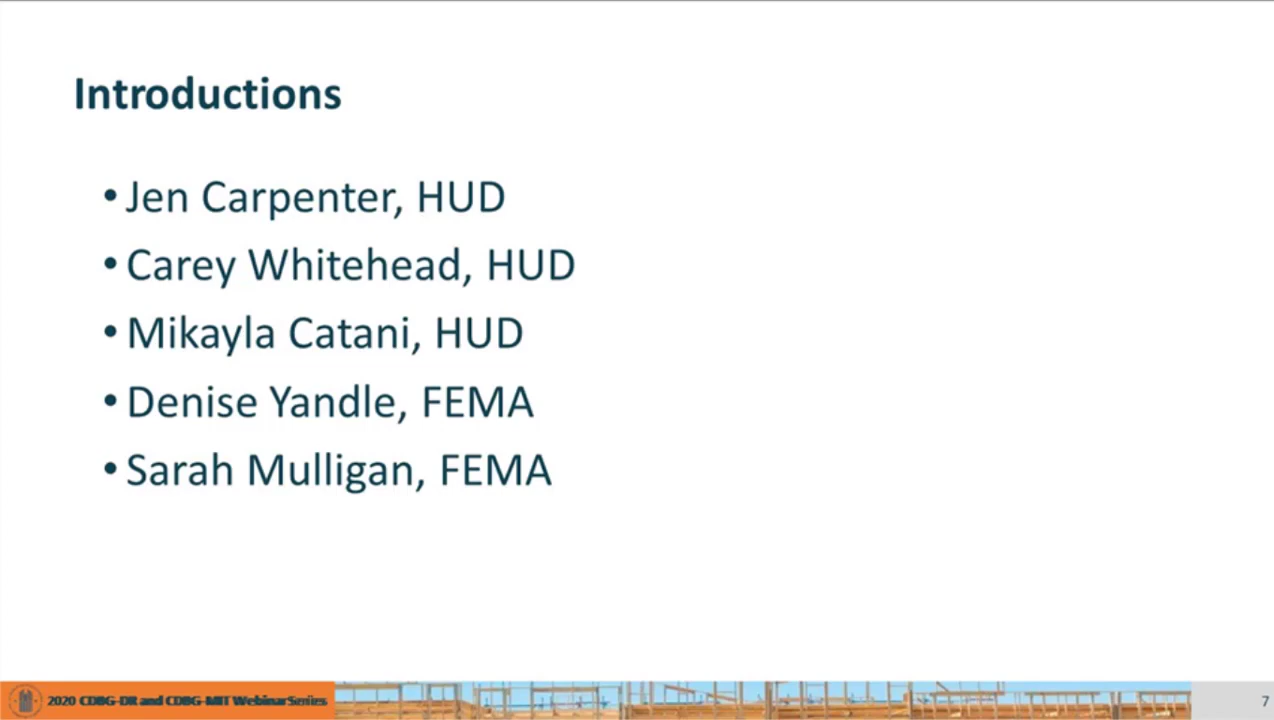 Introductions
• Jen Carpenter, HUD
• Carey Whitehead, HUD
• Mikayla Catani, HUD
• Denise Yandle, FEMA
• Sarah Mulligan, FEMA
2020 CDBG-DR and CDBG-MIT Webinar Series
7